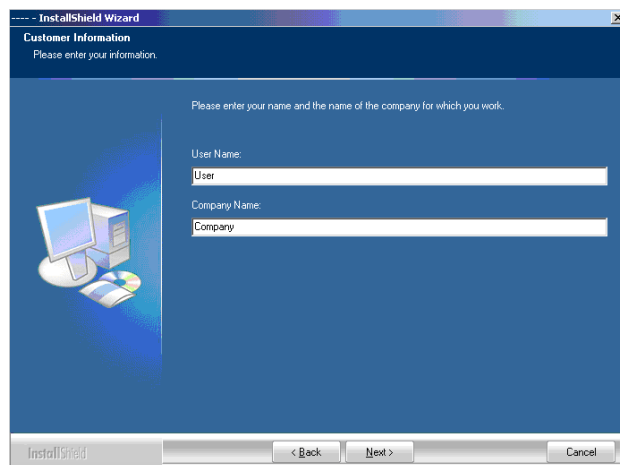 ---- - InstallShield Wizard
Customer Information
Please enter your information.
Please enter your name and the name of the company for which you work.
User Name:
User
Company Name:
Company
InstallShield
< Back
Next >
Cancel